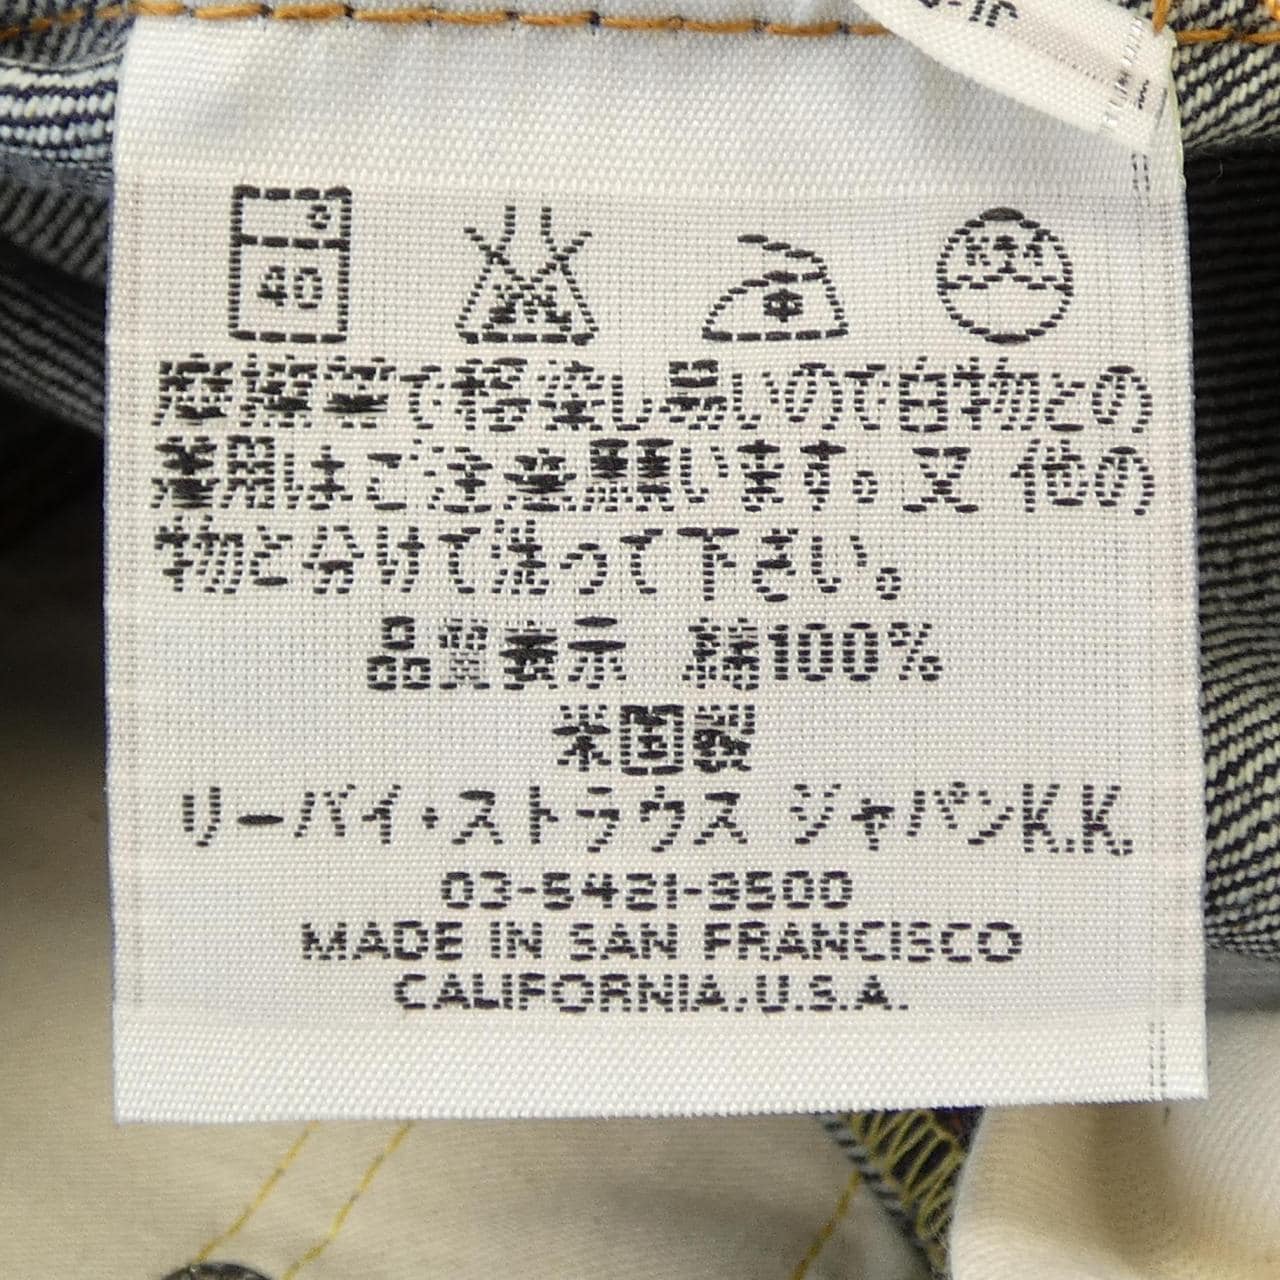 40
摩擦等で移染し易いので白物との
着用はご注意願います。又 他の
物と分けて洗って下さい。
品質表示 綿100%
米国製
リーバイ・ストラウス ジャパンK.K.
03-5421-9500
MADE IN SAN FRANCISCO
CALIFORNIA.U.S.A.